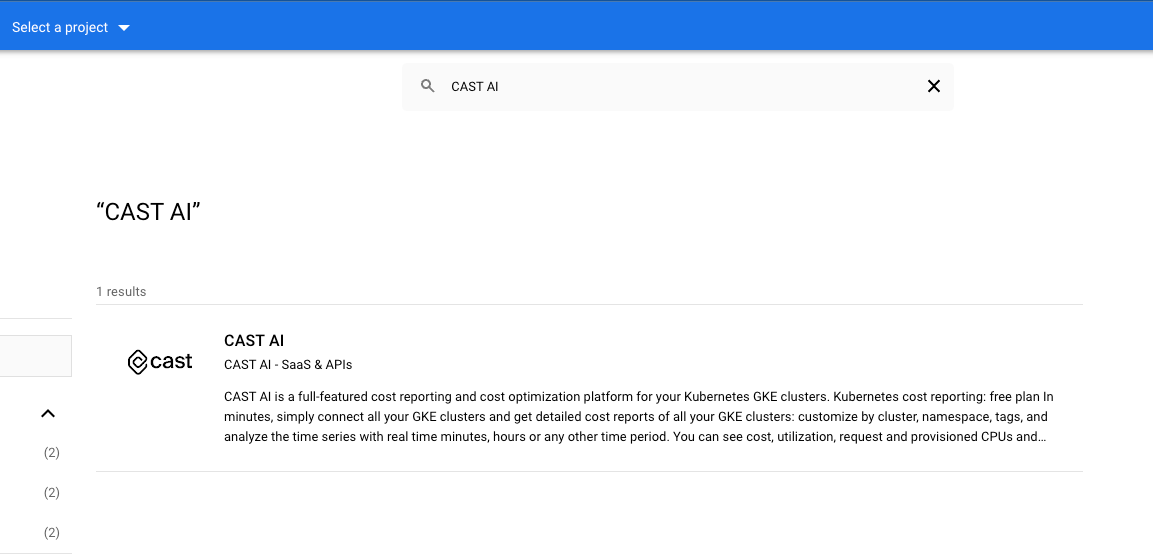 Select a project
CAST AI
“CAST AI”
1 results
CAST AI
cast
CAST AI - SaaS & APIs
CAST AI is a full-featured cost reporting and cost optimization platform for your Kubernetes GKE clusters. Kubernetes cost reporting: free plan In
minutes, simply connect all your GKE clusters and get detailed cost reports of all your GKE clusters: customize by cluster, namespace, tags, and
analyze the time series with real time minutes, hours or any other time period. You can see cost, utilization, request and provisioned CPUs and…
(2)
(2)
(2)